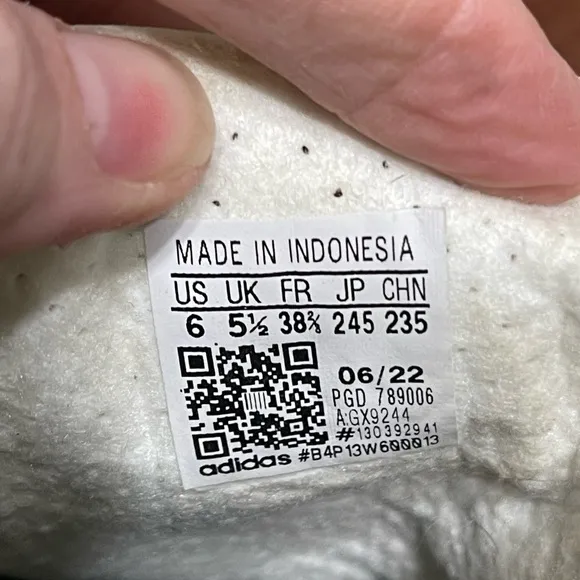 MADE IN INDONESIA
US UK FR JP CHN
6 5½ 38⅔ 245 235
06/22
PGD 789006
A:GX9244
#130392941
adidas #B4P13W600013